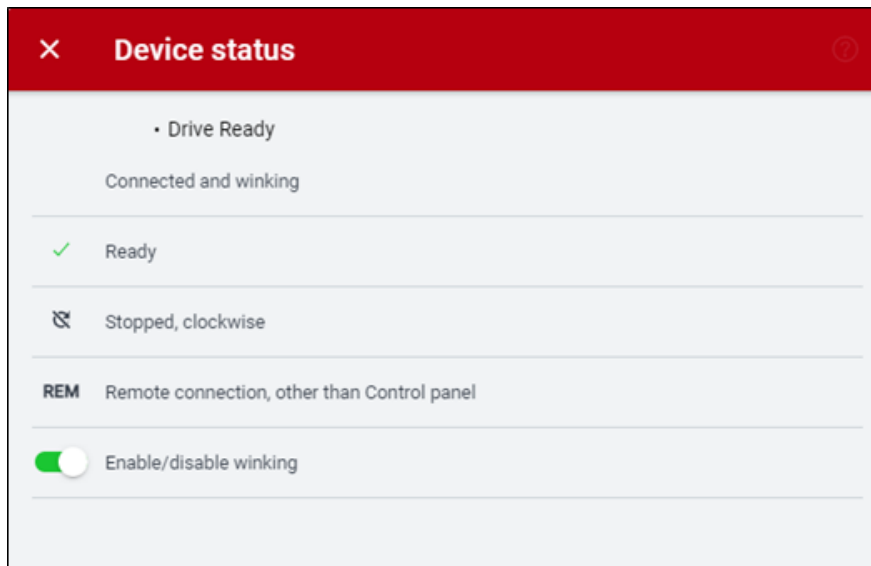 Device status
• Drive Ready
Connected and winking
Ready
Stopped, clockwise
REM Remote connection, other than Control panel
Enable/disable winking